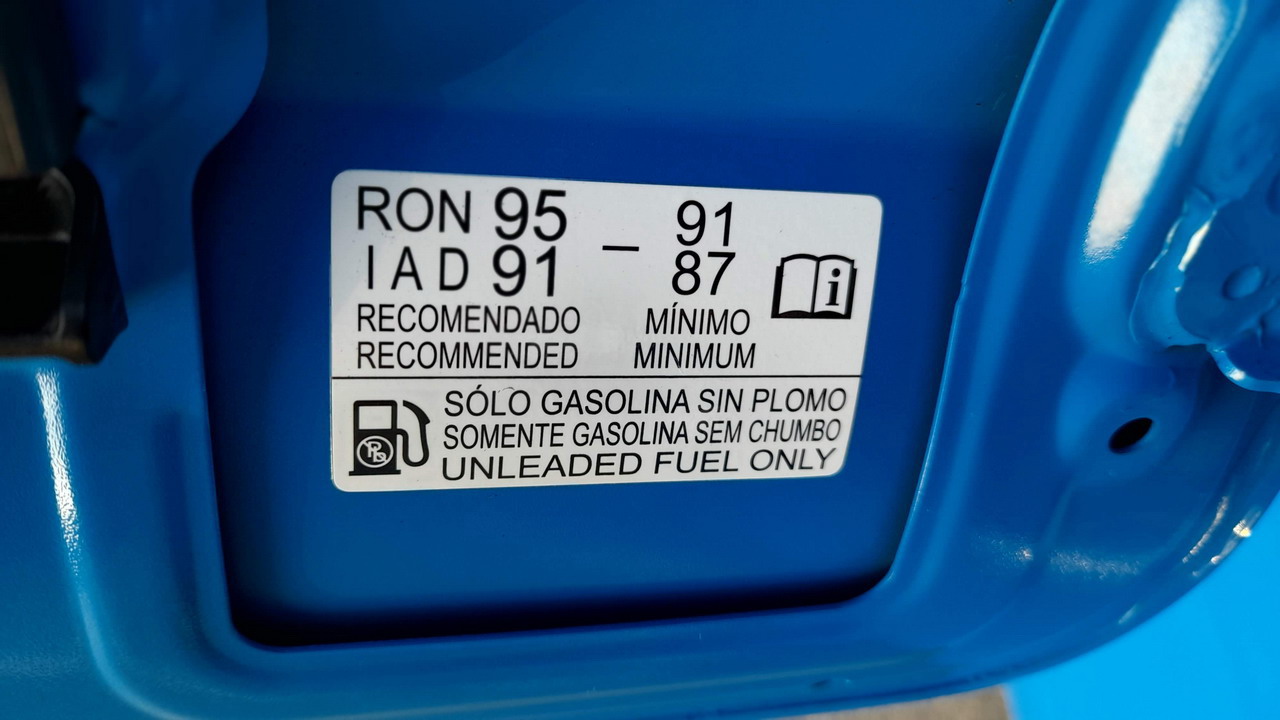 RON 95 – 91
IAD 91 87
RECOMENDADO MÍNIMO
RECOMMENDED MINIMUM
SÓLO GASOLINA SIN PLOMO
SOMENTE GASOLINA SEM CHUMBO
UNLEADED FUEL ONLY
Pb
i